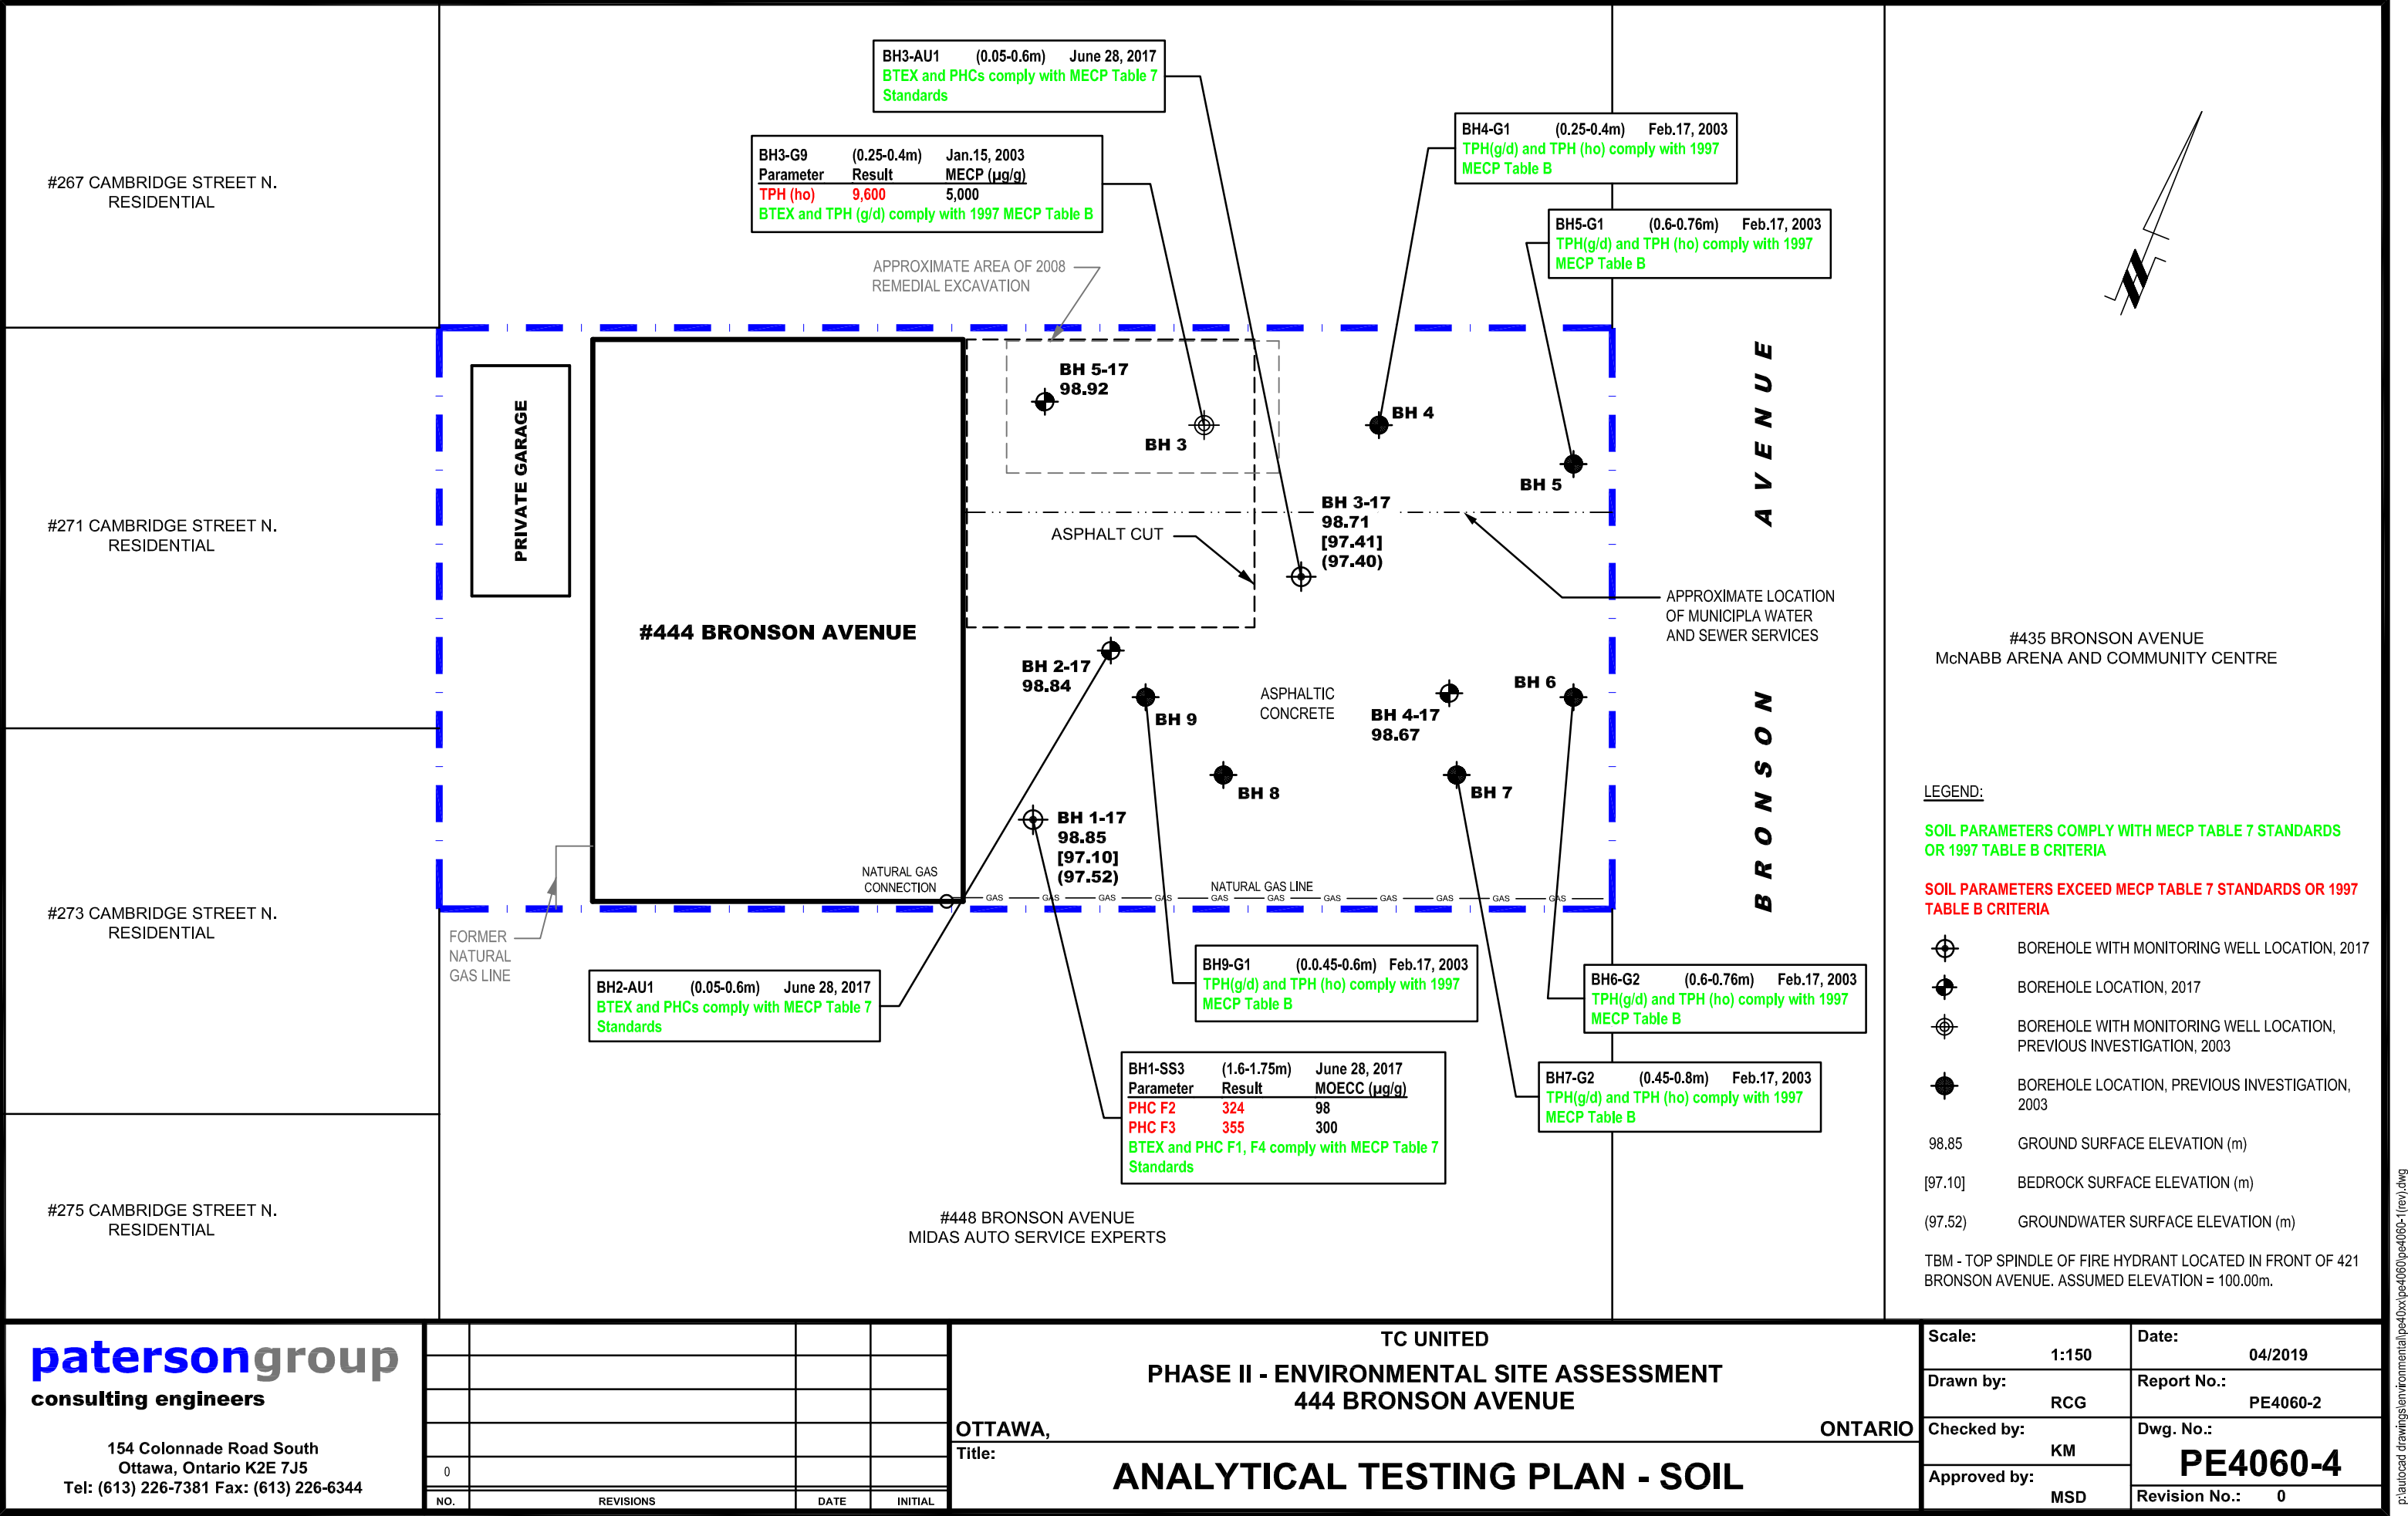 BH3-AU1 (0.05-0.6m) June 28, 2017
BTEX and PHCs comply with MECP Table 7
Standards
BH3-G9 (0.25-0.4m) Jan.15, 2003
Parameter Result MECP (µg/g)
TPH (ho) 9,600 5,000
BTEX and TPH (g/d) comply with 1997 MECP Table B
BH4-G1 (0.25-0.4m) Feb.17, 2003
TPH(g/d) and TPH (ho) comply with 1997
MECP Table B
BH5-G1 (0.6-0.76m) Feb.17, 2003
TPH(g/d) and TPH (ho) comply with 1997
MECP Table B
#267 CAMBRIDGE STREET N.
RESIDENTIAL
APPROXIMATE AREA OF 2008
REMEDIAL EXCAVATION
#271 CAMBRIDGE STREET N.
RESIDENTIAL
PRIVATE GARAGE
#444 BRONSON AVENUE
BH 5-17
98.92
BH 3
BH 4
BH 5
BH 3-17
98.71
[97.41]
(97.40)
ASPHALT CUT
APPROXIMATE LOCATION
OF MUNICIPLA WATER
AND SEWER SERVICES
BH 2-17
98.84
BH 9
ASPHALTIC
CONCRETE
BH 4-17
98.67
BH 6
BH 8
BH 7
BH 1-17
98.85
[97.10]
(97.52)
NATURAL GAS
CONNECTION
NATURAL GAS LINE
GAS GAS GAS GAS GAS GAS GAS GAS GAS GAS GAS
BRONSON AVENUE
#435 BRONSON AVENUE
McNABB ARENA AND COMMUNITY CENTRE
#273 CAMBRIDGE STREET N.
RESIDENTIAL
FORMER
NATURAL
GAS LINE
BH2-AU1 (0.05-0.6m) June 28, 2017
BTEX and PHCs comply with MECP Table 7
Standards
BH9-G1 (0.0.45-0.6m) Feb.17, 2003
TPH(g/d) and TPH (ho) comply with 1997
MECP Table B
BH6-G2 (0.6-0.76m) Feb.17, 2003
TPH(g/d) and TPH (ho) comply with 1997
MECP Table B
BH1-SS3 (1.6-1.75m) June 28, 2017
Parameter Result MOECC (µg/g)
PHC F2 324 98
PHC F3 355 300
BTEX and PHC F1, F4 comply with MECP Table 7
Standards
BH7-G2 (0.45-0.8m) Feb.17, 2003
TPH(g/d) and TPH (ho) comply with 1997
MECP Table B
#275 CAMBRIDGE STREET N.
RESIDENTIAL
#448 BRONSON AVENUE
MIDAS AUTO SERVICE EXPERTS
LEGEND:
SOIL PARAMETERS COMPLY WITH MECP TABLE 7 STANDARDS
OR 1997 TABLE B CRITERIA
SOIL PARAMETERS EXCEED MECP TABLE 7 STANDARDS OR 1997
TABLE B CRITERIA
BOREHOLE WITH MONITORING WELL LOCATION, 2017
BOREHOLE LOCATION, 2017
BOREHOLE WITH MONITORING WELL LOCATION,
PREVIOUS INVESTIGATION, 2003
BOREHOLE LOCATION, PREVIOUS INVESTIGATION,
2003
98.85 GROUND SURFACE ELEVATION (m)
[97.10] BEDROCK SURFACE ELEVATION (m)
(97.52) GROUNDWATER SURFACE ELEVATION (m)
TBM - TOP SPINDLE OF FIRE HYDRANT LOCATED IN FRONT OF 421
BRONSON AVENUE. ASSUMED ELEVATION = 100.00m.
p:\autocad drawings\environmental\pe40xx\pe4060\pe4060-1(rev).dwg
patersongroup
consulting engineers
154 Colonnade Road South
Ottawa, Ontario K2E 7J5
Tel: (613) 226-7381 Fax: (613) 226-6344
0
NO. REVISIONS DATE INITIAL
TC UNITED
PHASE II - ENVIRONMENTAL SITE ASSESSMENT
444 BRONSON AVENUE
OTTAWA, ONTARIO
Title:
ANALYTICAL TESTING PLAN - SOIL
Scale:
1:150
Date:
04/2019
Drawn by:
RCG
Report No.:
PE4060-2
Checked by:
KM
Dwg. No.:
PE4060-4
Approved by:
MSD
Revision No.: 0